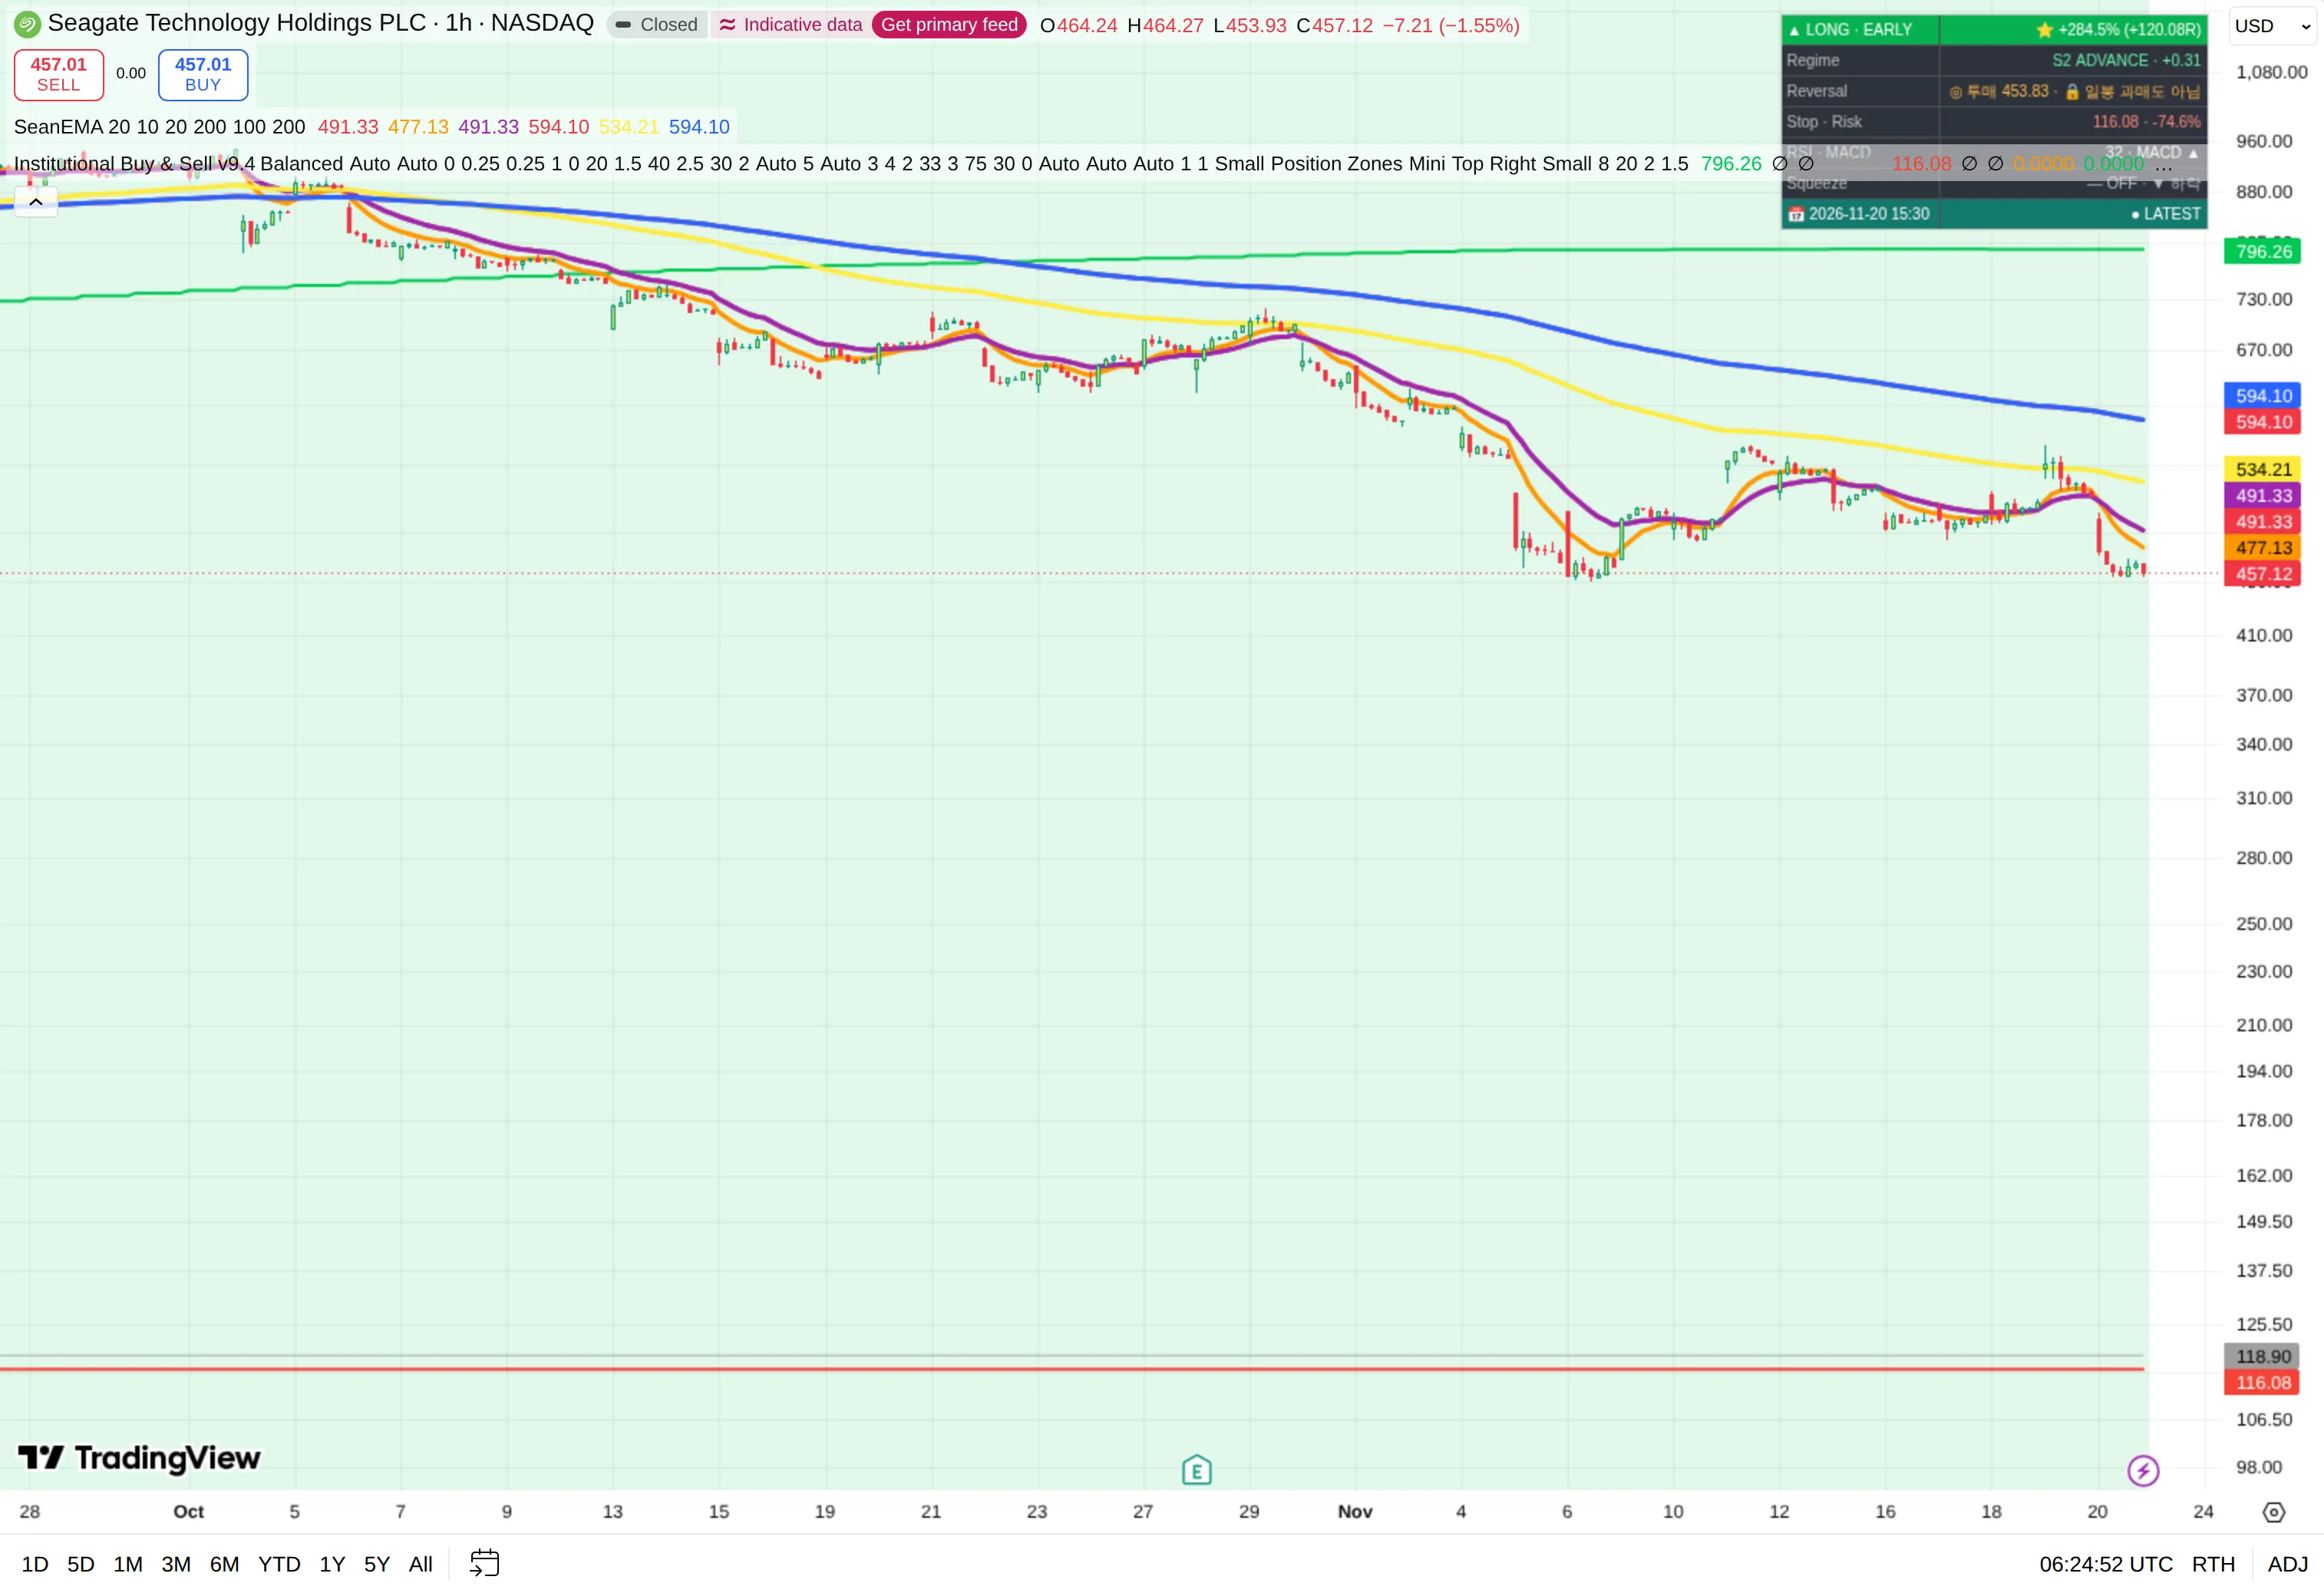 Seagate Technology Holdings PLC · 1h · NASDAQ Closed Indicative data Get primary feed O464.24 H464.27 L453.93 C457.12 −7.21 (−1.55%)
457.01 SELL 0.00 457.01 BUY
SeanEMA 20 10 20 200 100 200 491.33 477.13 491.33 594.10 534.21 594.10
Institutional Buy & Sell v9.4 Balanced Auto Auto 0 0.25 0.25 1 0 20 1.5 40 2.5 30 2 Auto 5 Auto 3 4 2 33 3 75 30 0 Auto Auto Auto 1 1 Small Position Zones Mini Top Right Small 8 20 2 1.5 796.26 ∅ ∅ 116.08 ∅ ∅ 0.0000 0.0000 …
▲ LONG · EARLY ⭐ +284.5% (+120.08R)
Regime S2 ADVANCE · +0.31
Reversal ◎ 투매 453.83 · 🔒 일봉 과매도 아님
Stop · Risk 116.08 · -74.6%
RSI · MACD 32 · MACD ▲
Squeeze — OFF · ▼ 하락
📅 2026-11-20 15:30 ● LATEST
USD
1,080.00
960.00
880.00
796.26
730.00
670.00
594.10
594.10
534.21
491.33
491.33
477.13
457.12
410.00
370.00
340.00
310.00
280.00
250.00
230.00
210.00
194.00
178.00
162.00
149.50
137.50
125.50
118.90
116.08
106.50
98.00
TradingView
E
28 Oct 5 7 9 13 15 19 21 23 27 29 Nov 4 6 10 12 16 18 20 24
1D 5D 1M 3M 6M YTD 1Y 5Y All 06:24:52 UTC RTH ADJ